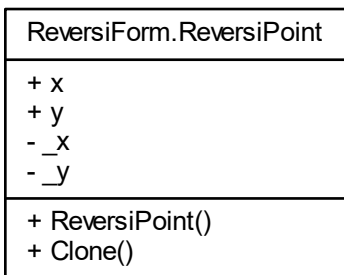 ReversiForm.ReversiPoint
+ x
+ y
- _x
- _y
+ ReversiPoint()
+ Clone()